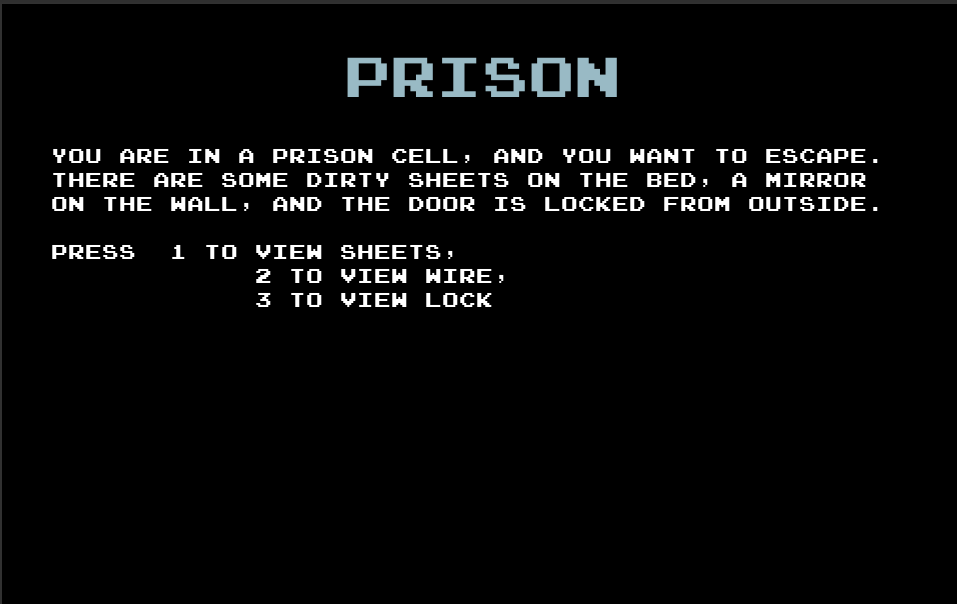 PRISON
YOU ARE IN A PRISON CELL, AND YOU WANT TO ESCAPE.
THERE ARE SOME DIRTY SHEETS ON THE BED, A MIRROR
ON THE WALL, AND THE DOOR IS LOCKED FROM OUTSIDE.
PRESS 1 TO VIEW SHEETS,
2 TO VIEW WIRE,
3 TO VIEW LOCK